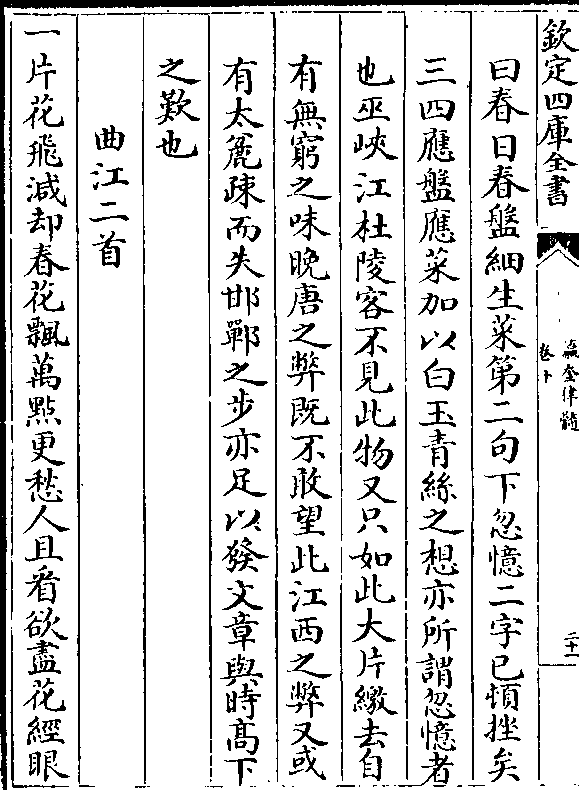 欽定四庫全書
瀛奎律髓
卷十
二十一
曰春日春盤細生菜第二句下忽憶二字已頓挫矣
三四應盤應菜加以白玉青絲之想亦所謂忽憶者
也巫峽江杜陵客不見此物又只如此大片繳去自
有無窮之味晚唐之弊既不敢望此江西之弊又或
有太麄疎而失邯鄲之步亦足以發文章與時高下
之歎也
曲江二首
一片花飛減却春花飄萬點更愁人且看欲盡花經眼